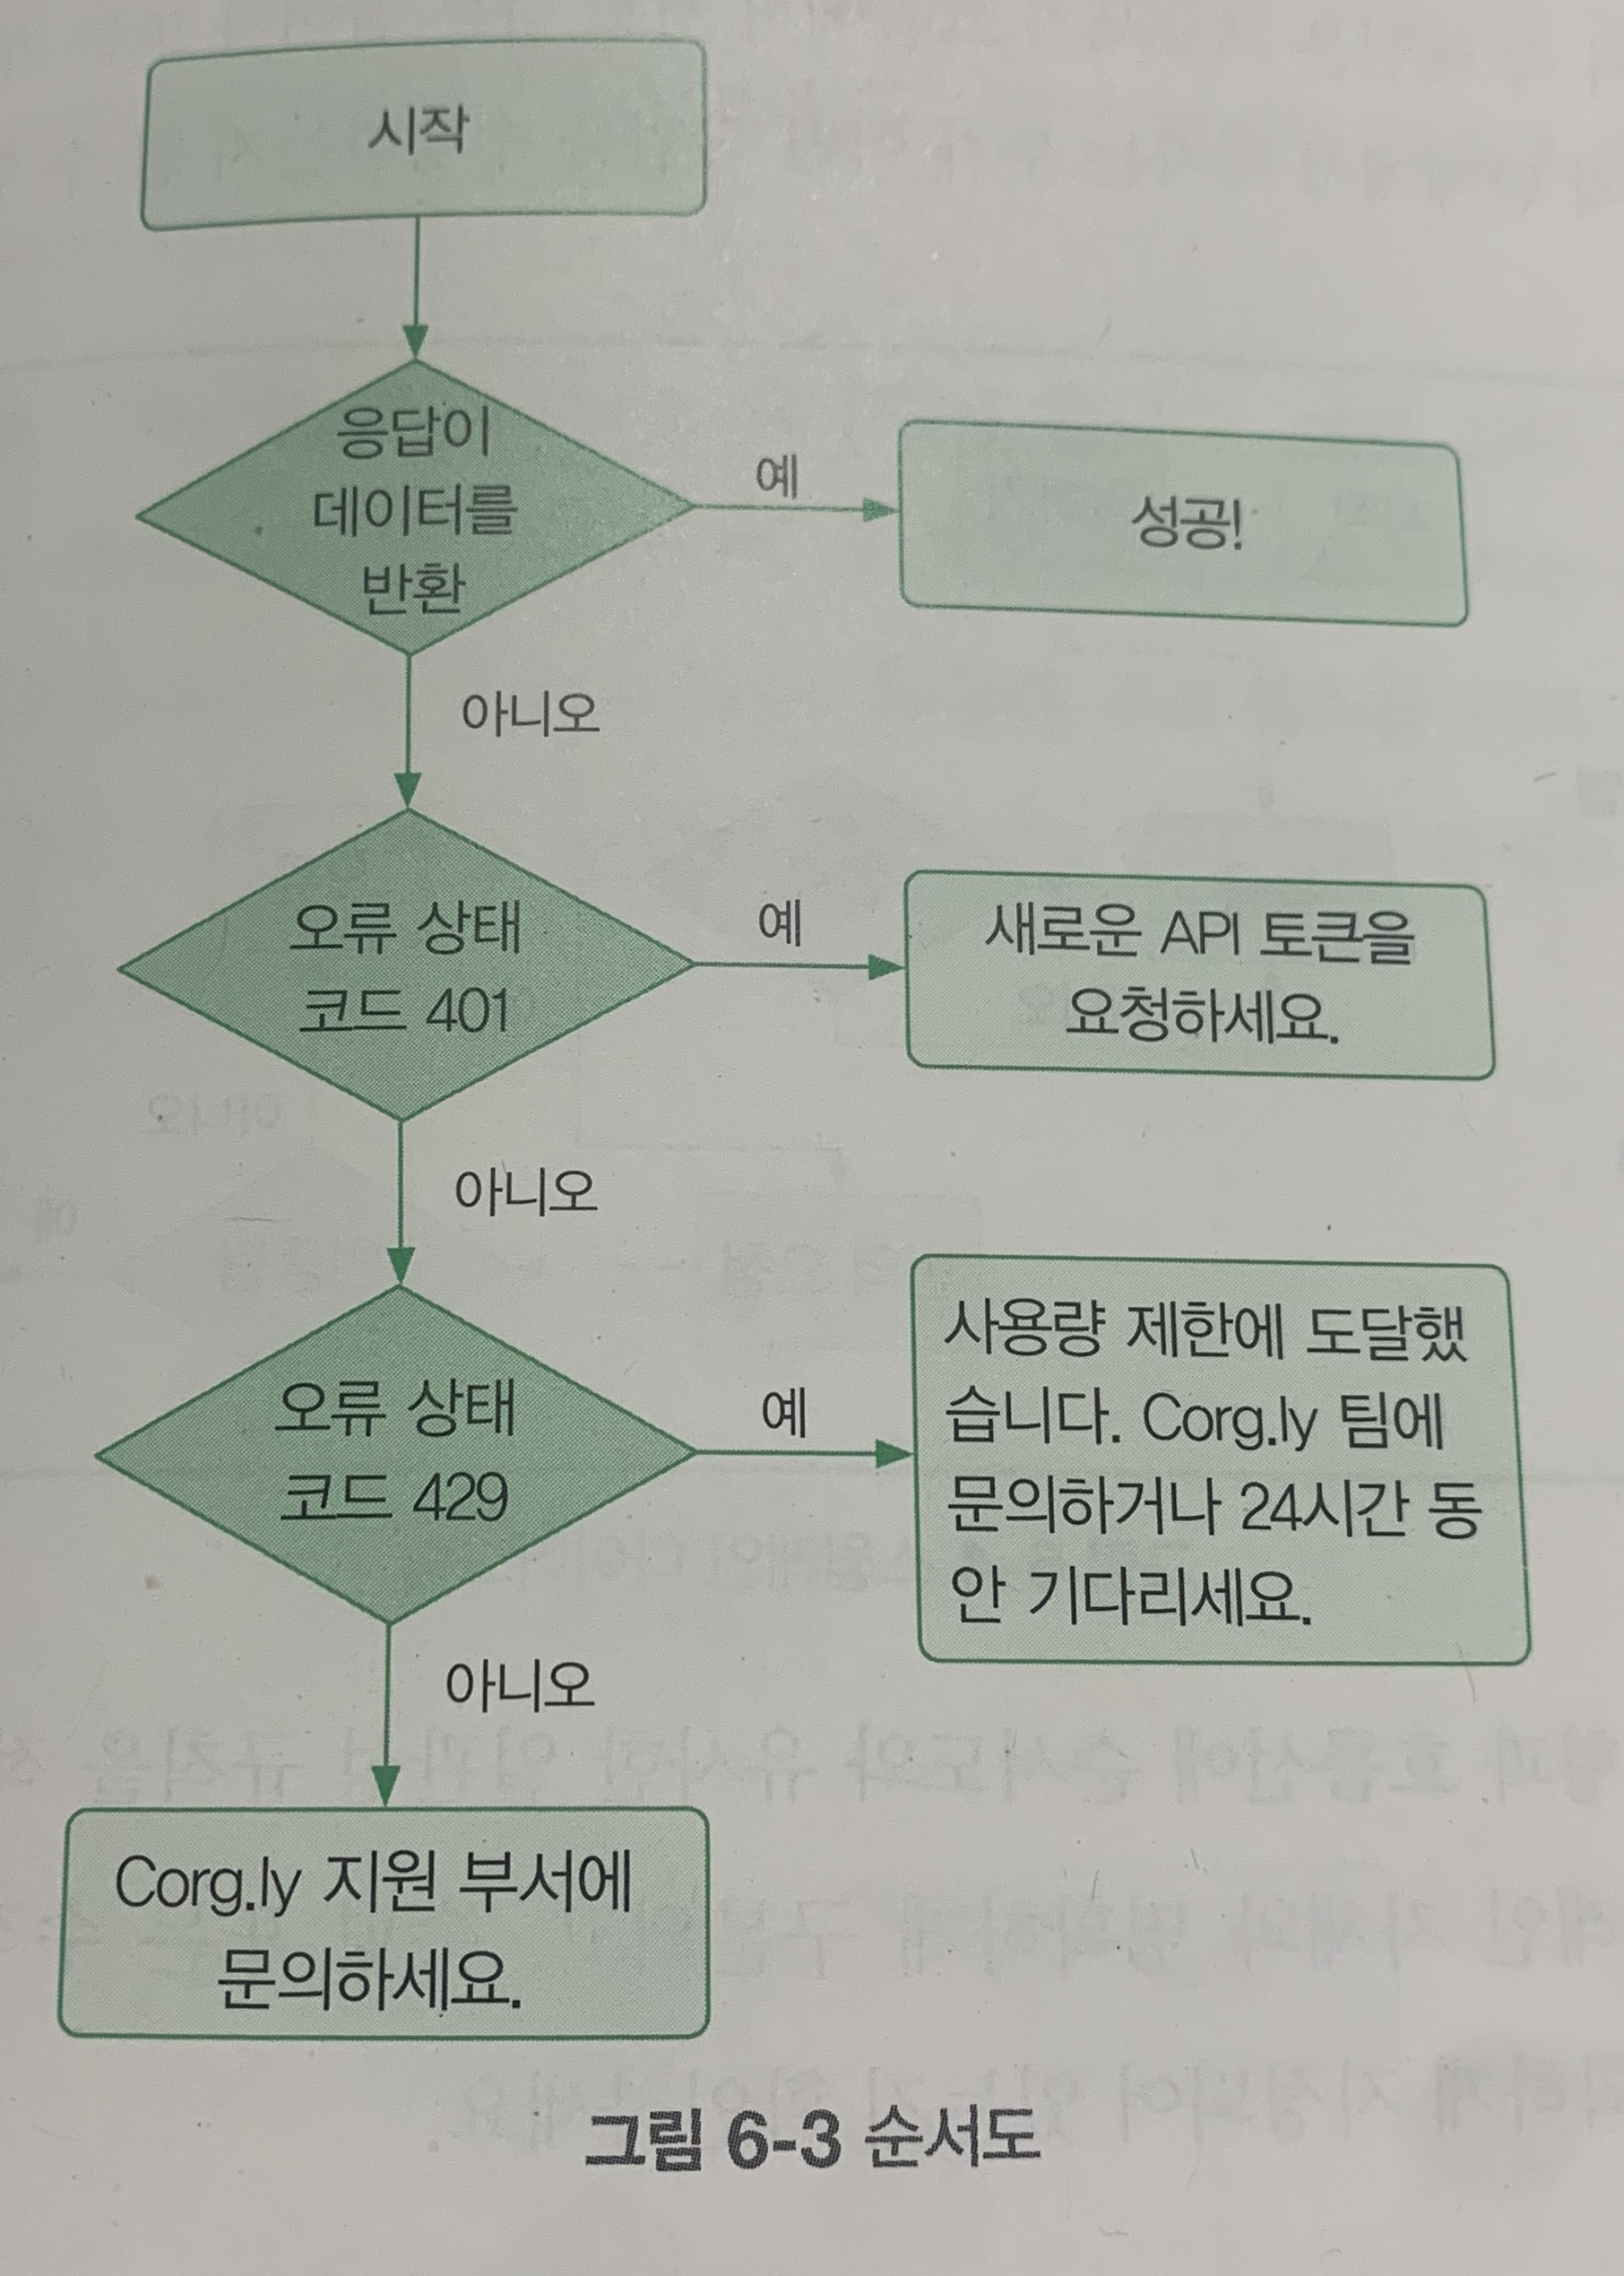 시작
응답이
데이터를
반환
예
성공!
아니오
오류 상태
코드 401
예
새로운 API 토큰을
요청하세요.
아니오
오류 상태
코드 429
예
사용량 제한에 도달했
습니다. Corg.ly 팀에
문의하거나 24시간 동
안 기다리세요.
아니오
Corg.ly 지원 부서에
문의하세요.
그림 6-3 순서도